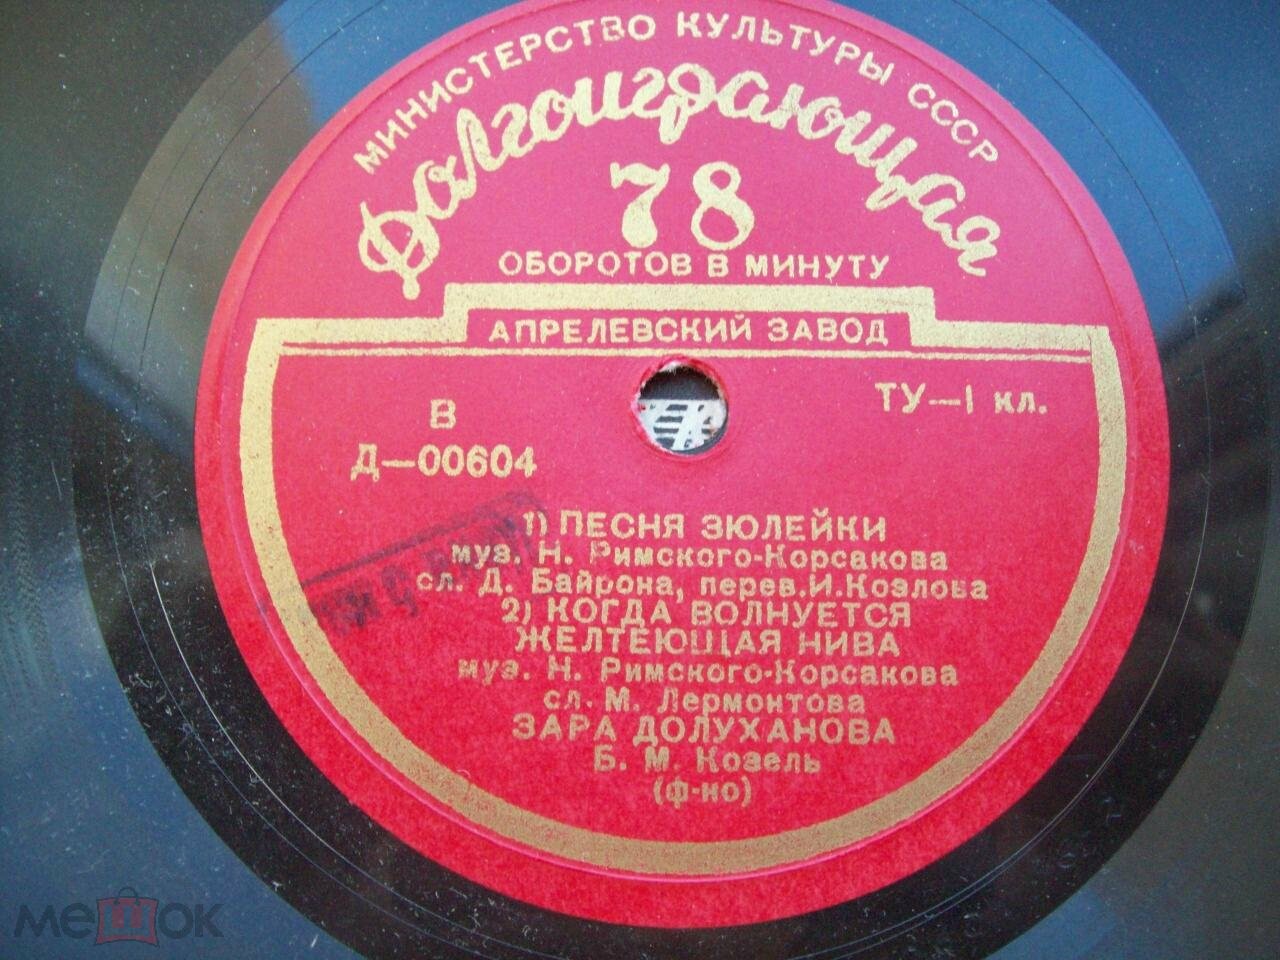 МИНИСТЕРСТВО КУЛЬТУРЫ СССР
Долгоиграющая
78
ОБОРОТОВ В МИНУТУ
АПРЕЛЕВСКИЙ ЗАВОД
ТУ—I кл.
В
Д—00604
1) ПЕСНЯ ЗЮЛЕЙКИ
муз. Н. Римского-Корсакова
сл. Д. Байрона, перев. И. Козлова
2) КОГДА ВОЛНУЕТСЯ
ЖЕЛТЕЮЩАЯ НИВА
муз. Н. Римского-Корсакова
сл. М. Лермонтова
ЗАРА ДОЛУХАНОВА
Б. М. Козель
(ф-но)
мешок